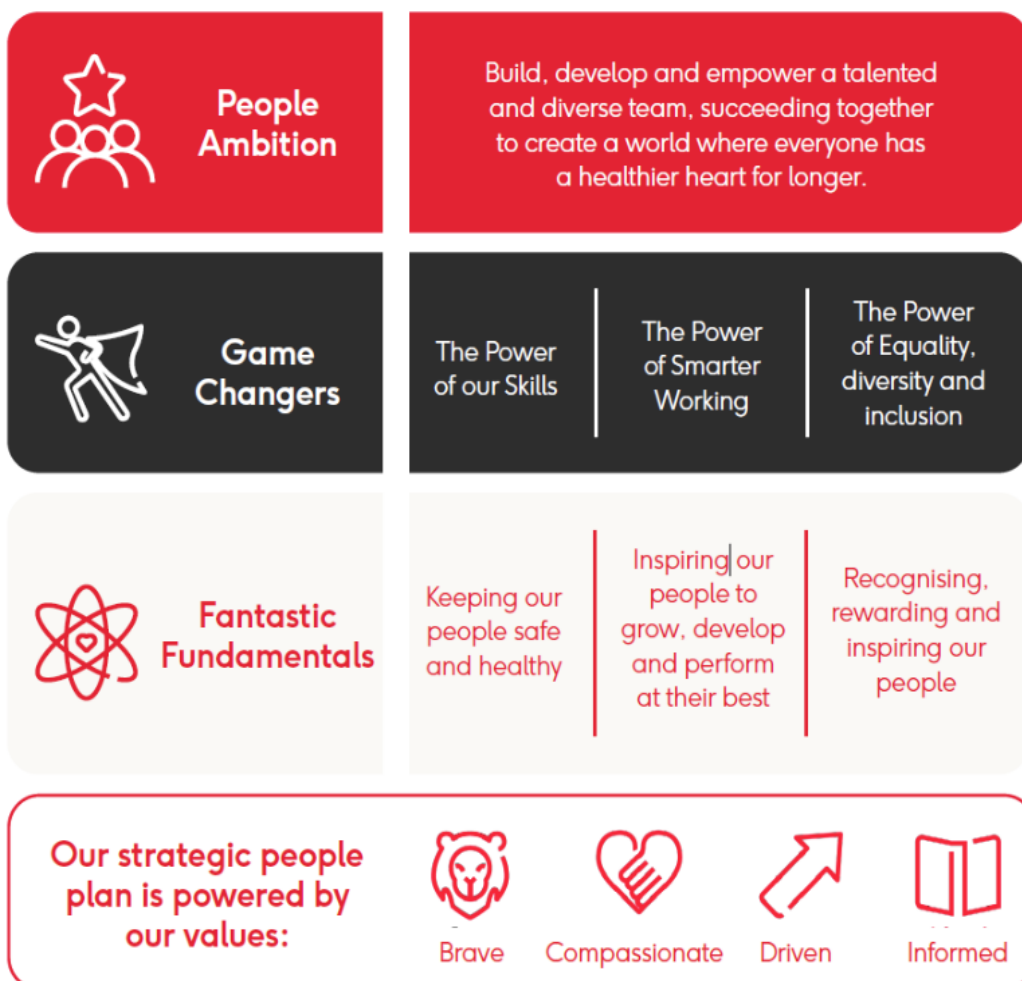 People
Ambition
Build, develop and empower a talented
and diverse team, succeeding together
to create a world where everyone has
a healthier heart for longer.
Game
Changers
The Power
of our Skills
The Power
of Smarter
Working
The Power
of Equality,
diversity and
inclusion
Fantastic
Fundamentals
Keeping our
people safe
and healthy
Inspiring our
people to
grow, develop
and perform
at their best
Recognising,
rewarding and
inspiring our
people
Our strategic people
plan is powered by
our values:
Brave
Compassionate
Driven
Informed